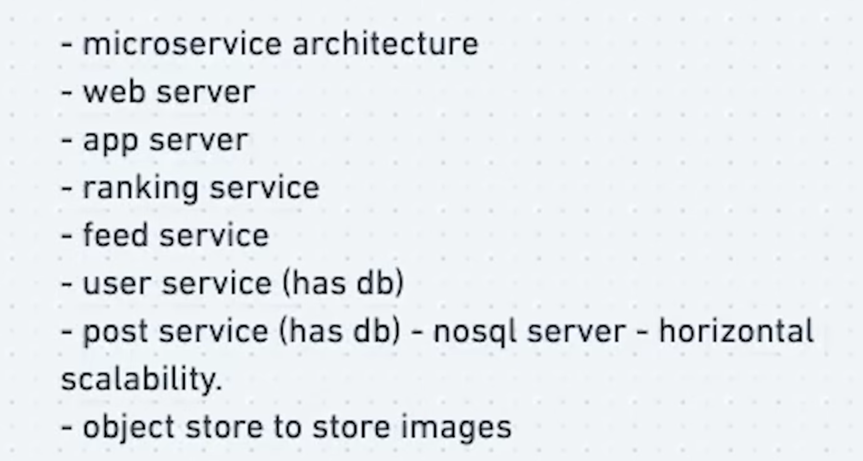 - microservice architecture
- web server
- app server
- ranking service
- feed service
- user service (has db)
- post service (has db) - nosql server - horizontal
scalability.
- object store to store images